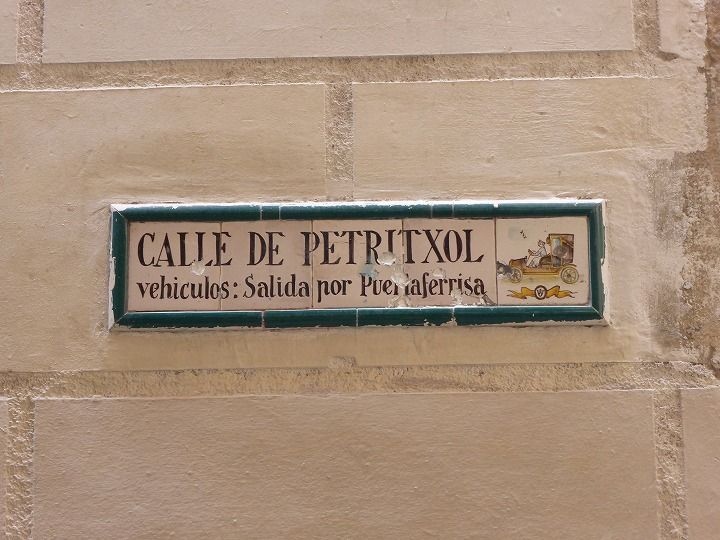 CALLE DE PETRITXOL
vehiculos: Salida por Puertaferrisa